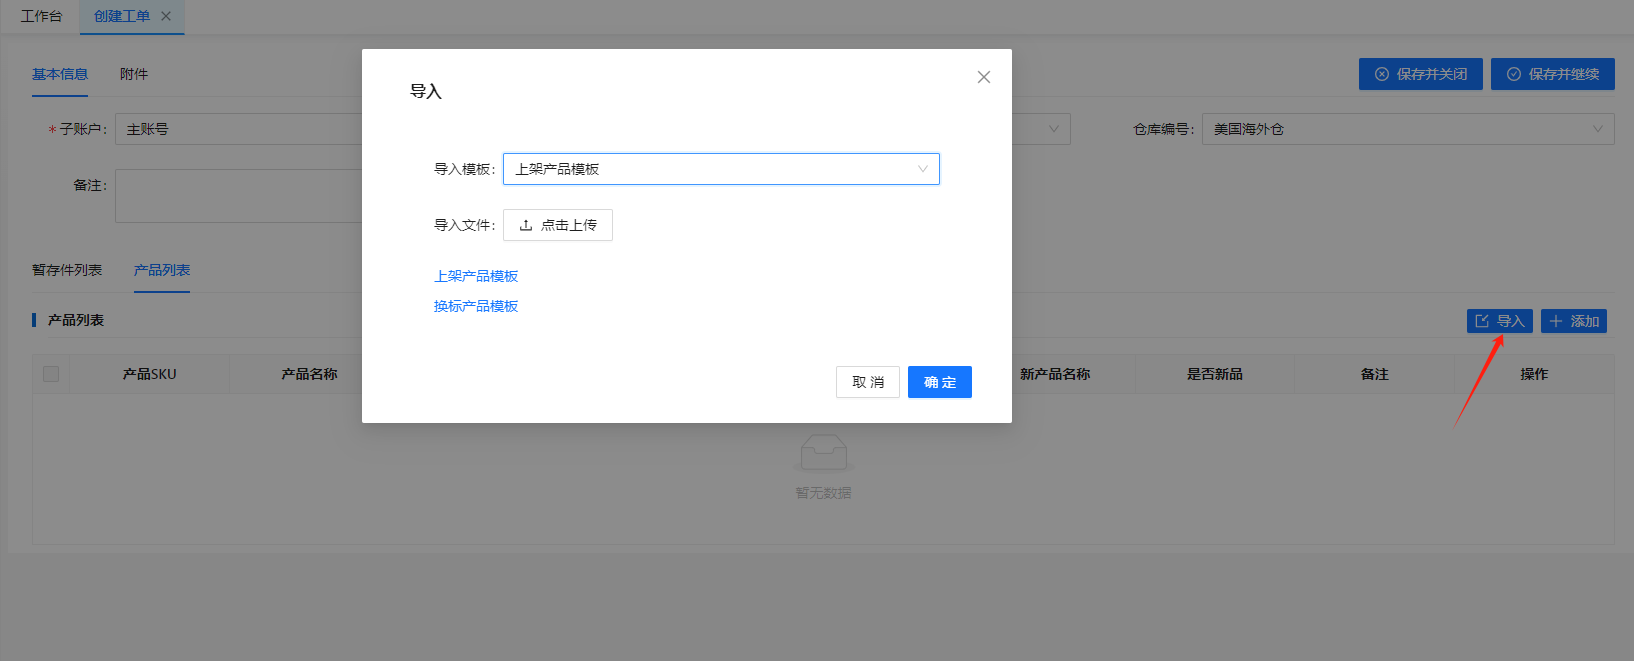 工作台 创建工单
基本信息 附件 保存并关闭 保存并继续
导入
*子账户: 主账号 仓库编号: 美国海外仓
导入模板: 上架产品模板
备注:
导入文件: 点击上传
暂存件列表 产品列表
上架产品模板
换标产品模板
产品列表 导入 添加
产品SKU 产品名称 新产品名称 是否新品 备注 操作
取消 确定
暂无数据